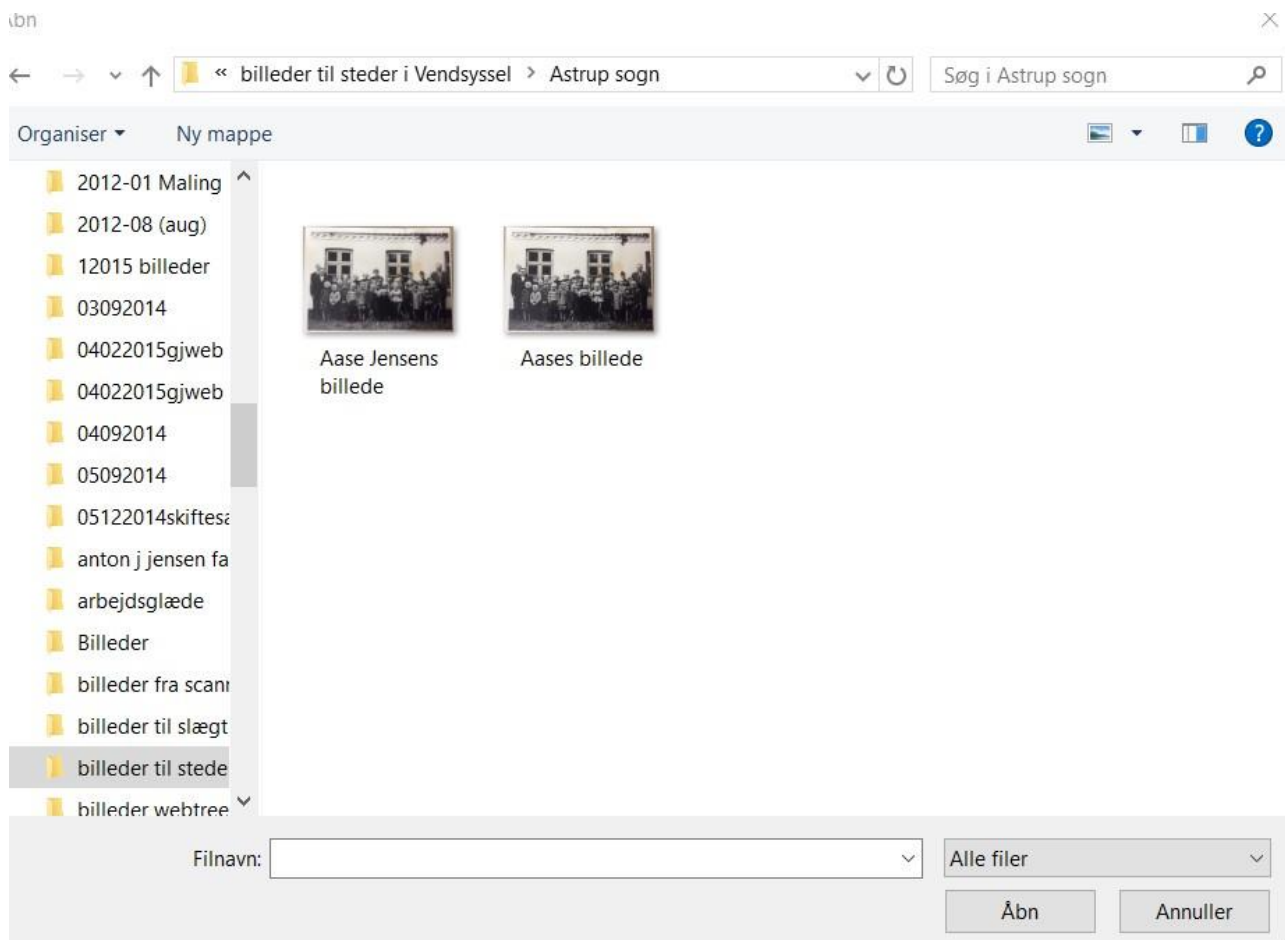 Åbn
« billeder til steder i Vendsyssel > Astrup sogn
Søg i Astrup sogn
Organiser
Ny mappe
2012-01 Maling
2012-08 (aug)
12015 billeder
03092014
04022015gjweb
04022015gjweb
04092014
05092014
05122014skiftesa
anton j jensen fa
arbejdsglæde
Billeder
billeder fra scann
billeder til slægt
billeder til stede
billeder webtree
Aase Jensens
billede
Aases billede
Filnavn:
Alle filer
Åbn
Annuller